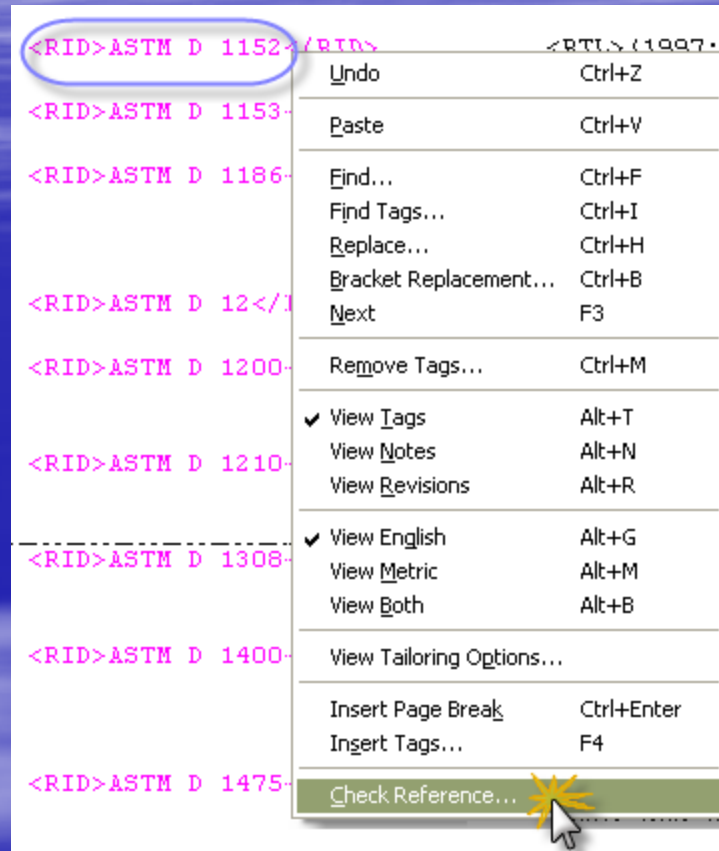 <RID>ASTM D 1152</RID> <RTL>(1997;
<RID>ASTM D 1153
<RID>ASTM D 1186
<RID>ASTM D 12</
<RID>ASTM D 1200
<RID>ASTM D 1210
<RID>ASTM D 1308
<RID>ASTM D 1400
<RID>ASTM D 1475
Undo Ctrl+Z
Paste Ctrl+V
Find... Ctrl+F
Find Tags... Ctrl+I
Replace... Ctrl+H
Bracket Replacement... Ctrl+B
Next F3
Remove Tags... Ctrl+M
View Tags Alt+T
View Notes Alt+N
View Revisions Alt+R
View English Alt+G
View Metric Alt+M
View Both Alt+B
View Tailoring Options...
Insert Page Break Ctrl+Enter
Insert Tags... F4
Check Reference...